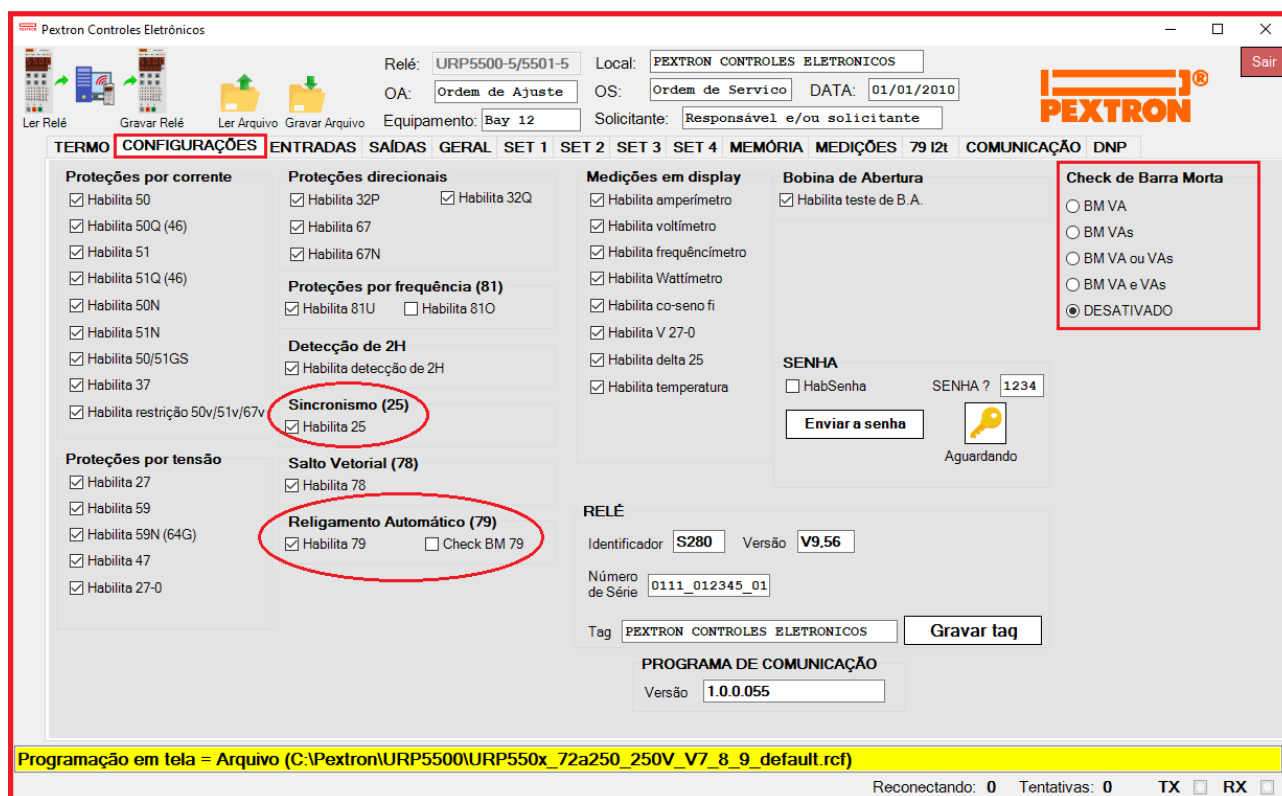 Pextron Controles Eletrônicos
Ler Relé
Gravar Relé
Ler Arquivo
Gravar Arquivo
Relé: URP5500-5/5501-5
Local: PEXTRON CONTROLES ELETRONICOS
OA: Ordem de Ajuste
OS: Ordem de Servico
DATA: 01/01/2010
Equipamento: Bay 12
Solicitante: Responsável e/ou solicitante
PEXTRON®
Sair
TERMO CONFIGURAÇÕES ENTRADAS SAÍDAS GERAL SET 1 SET 2 SET 3 SET 4 MEMÓRIA MEDIÇÕES 79 I2t COMUNICAÇÃO DNP
Proteções por corrente
Habilita 50
Habilita 50Q (46)
Habilita 51
Habilita 51Q (46)
Habilita 50N
Habilita 51N
Habilita 50/51GS
Habilita 37
Habilita restrição 50v/51v/67v
Proteções por tensão
Habilita 27
Habilita 59
Habilita 59N (64G)
Habilita 47
Habilita 27-0
Proteções direcionais
Habilita 32P
Habilita 32Q
Habilita 67
Habilita 67N
Proteções por frequência (81)
Habilita 81U
Habilita 81O
Detecção de 2H
Habilita detecção de 2H
Sincronismo (25)
Habilita 25
Salto Vetorial (78)
Habilita 78
Religamento Automático (79)
Habilita 79
Check BM 79
Medições em display
Habilita amperímetro
Habilita voltímetro
Habilita frequêncímetro
Habilita Wattímetro
Habilita co-seno fi
Habilita V 27-0
Habilita delta 25
Habilita temperatura
Bobina de Abertura
Habilita teste de B.A.
SENHA
HabSenha
SENHA ? 1234
Enviar a senha
Aguardando
RELÉ
Identificador S280
Versão V9.56
Número de Série 0111_012345_01
Tag PEXTRON CONTROLES ELETRONICOS
Gravar tag
PROGRAMA DE COMUNICAÇÃO
Versão 1.0.0.055
Check de Barra Morta
BM VA
BM VAs
BM VA ou VAs
BM VA e VAs
DESATIVADO
Programação em tela = Arquivo (C:\Pextron\URP5500\URP550x_72a250_250V_V7_8_9_default.rcf)
Reconectando: 0 Tentativas: 0 TX RX